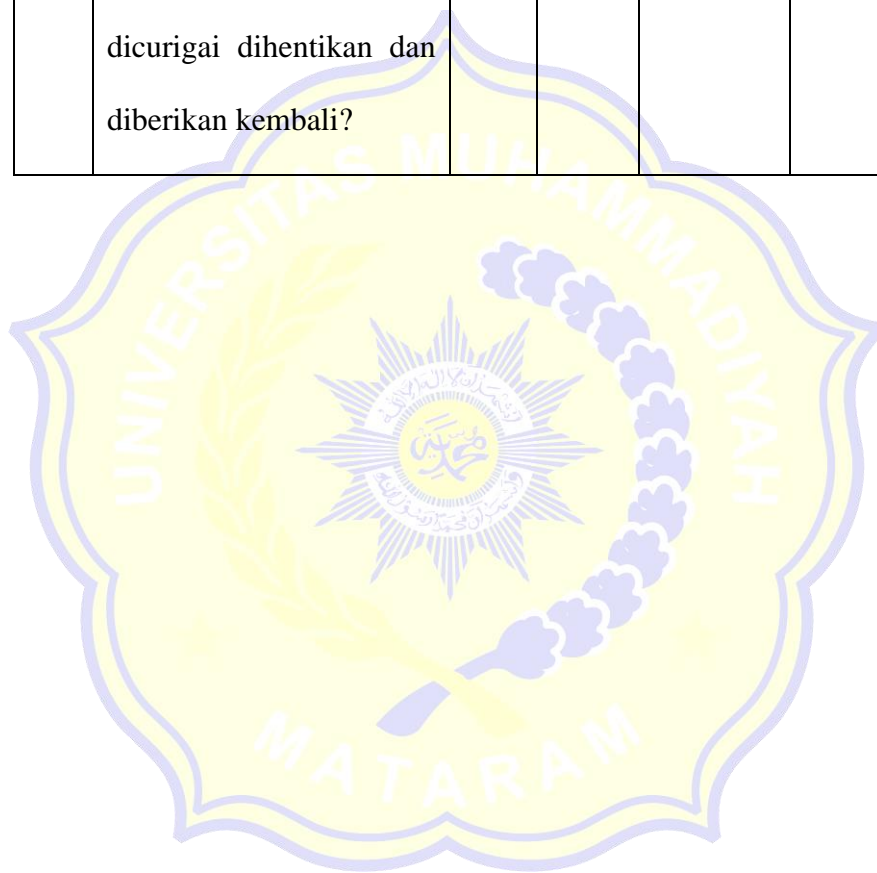 dicurigai dihentikan dan
diberikan kembali?
UNIVERSITAS MUHAMMADIYAH
MATARAM